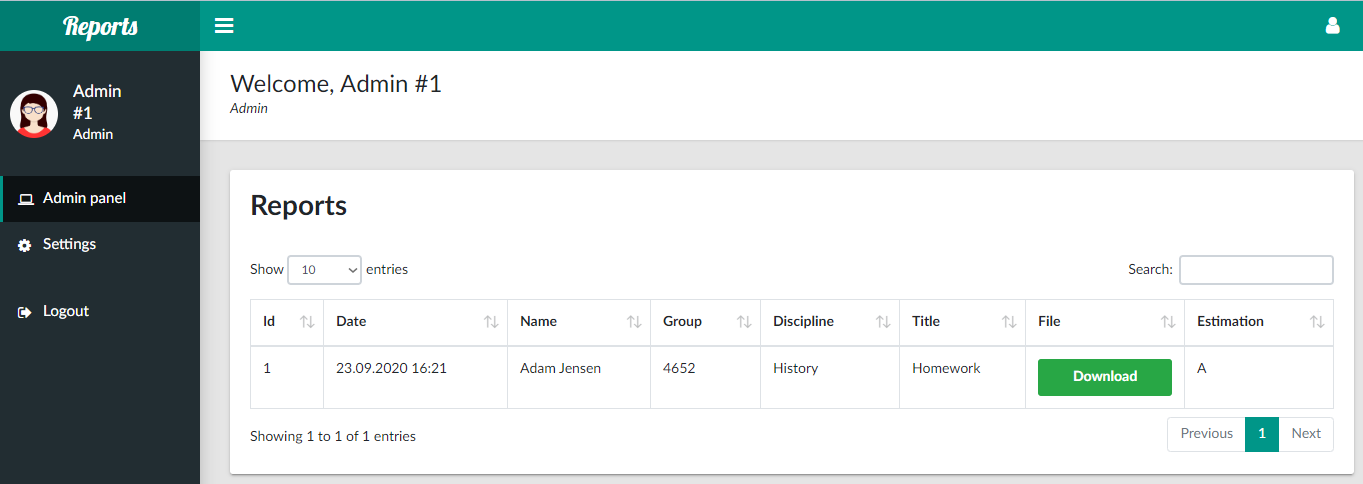 Reports
Admin
#1
Admin
Admin panel
Settings
Logout
Welcome, Admin #1
Admin
Reports
Show 10 entries
Search:
Id Date Name Group Discipline Title File Estimation
1 23.09.2020 16:21 Adam Jensen 4652 History Homework Download A
Showing 1 to 1 of 1 entries
Previous 1 Next